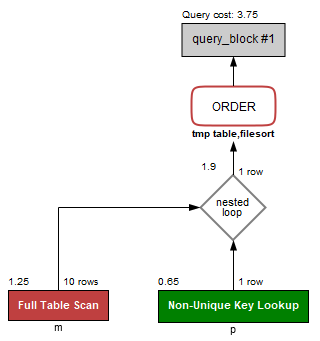 Query cost: 3.75
query_block #1
ORDER
tmp table,filesort
1.9
1 row
nested
loop
1.25
10 rows
0.65
1 row
Full Table Scan
Non-Unique Key Lookup
m
p